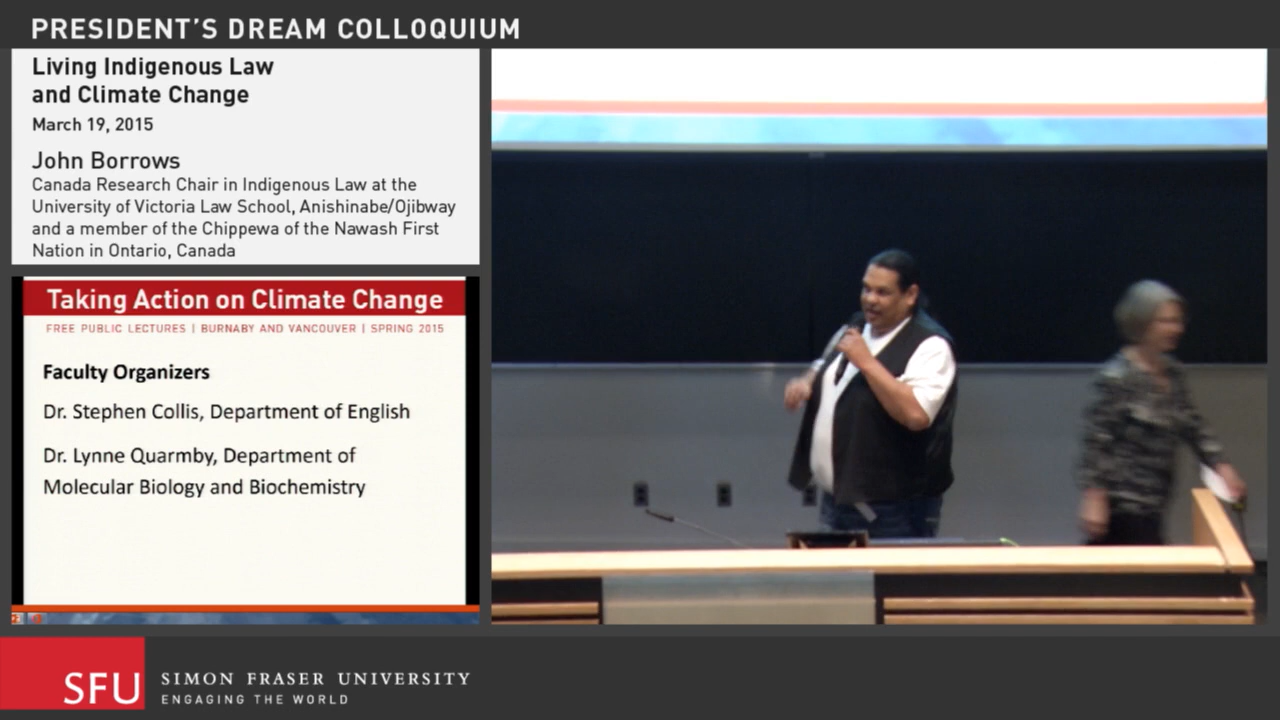 PRESIDENT'S DREAM COLLOQUIUM
Living Indigenous Law
and Climate Change
March 19, 2015
John Borrows
Canada Research Chair in Indigenous Law at the
University of Victoria Law School, Anishinabe/Ojibway
and a member of the Chippewa of the Nawash First
Nation in Ontario, Canada
Taking Action on Climate Change
FREE PUBLIC LECTURES | BURNABY AND VANCOUVER | SPRING 2015
Faculty Organizers
Dr. Stephen Collis, Department of English
Dr. Lynne Quarmby, Department of
Molecular Biology and Biochemistry
SFU
SIMON FRASER UNIVERSITY
ENGAGING THE WORLD